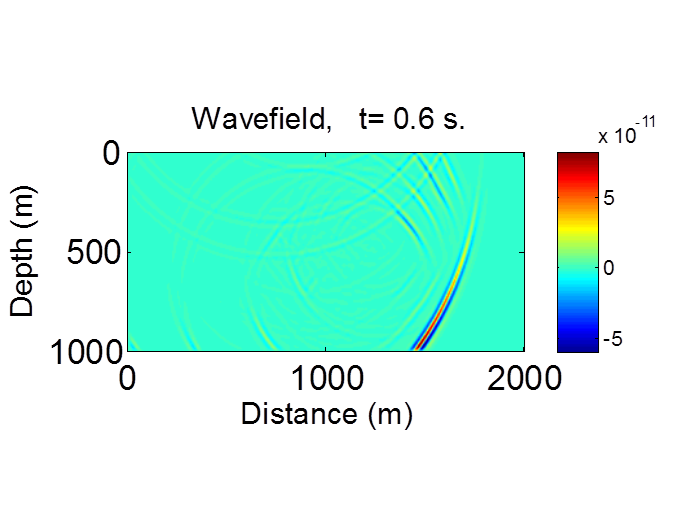 Wavefield,   t= 0.6 s.
x 10-11
0
500
1000
Depth (m)
0
1000
2000
Distance (m)
5
0
-5